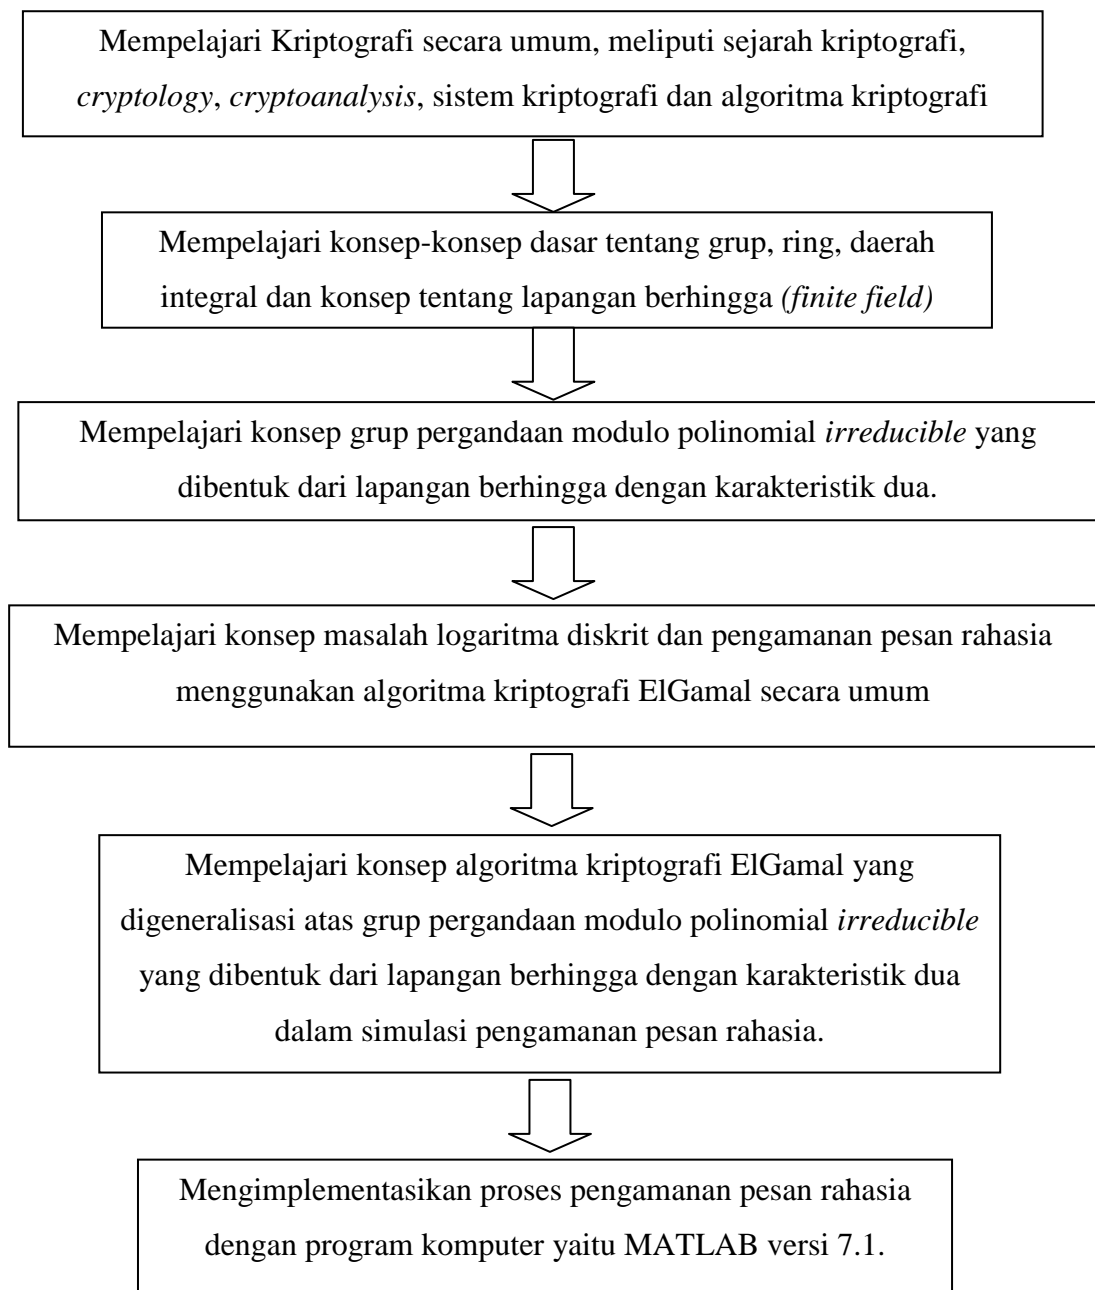 Mempelajari Kriptografi secara umum, meliputi sejarah kriptografi,
cryptology, cryptoanalysis, sistem kriptografi dan algoritma kriptografi
Mempelajari konsep-konsep dasar tentang grup, ring, daerah
integral dan konsep tentang lapangan berhingga (finite field)
Mempelajari konsep grup pergandaan modulo polinomial irreducible yang
dibentuk dari lapangan berhingga dengan karakteristik dua.
Mempelajari konsep masalah logaritma diskrit dan pengamanan pesan rahasia
menggunakan algoritma kriptografi ElGamal secara umum
Mempelajari konsep algoritma kriptografi ElGamal yang
digeneralisasi atas grup pergandaan modulo polinomial irreducible
yang dibentuk dari lapangan berhingga dengan karakteristik dua
dalam simulasi pengamanan pesan rahasia.
Mengimplementasikan proses pengamanan pesan rahasia
dengan program komputer yaitu MATLAB versi 7.1.